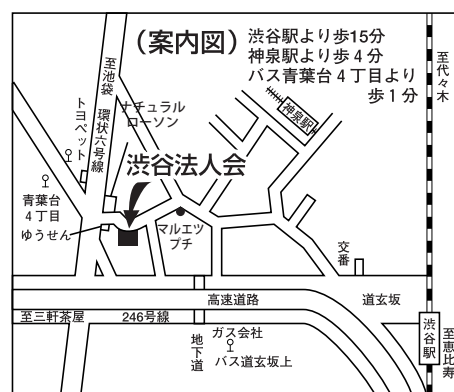 （案内図）
渋谷駅より歩15分
神泉駅より歩４分
バス青葉台４丁目より
歩１分
至池袋
環状六号線
トヨペット
ナチュラル
ローソン
神泉駅
至代々木
渋谷法人会
青葉台
４丁目
ゆうせん
マルエツ
プチ
交番
高速道路
道玄坂
至三軒茶屋
246号線
地下道
ガス会社
バス道玄坂上
渋谷駅
至恵比寿